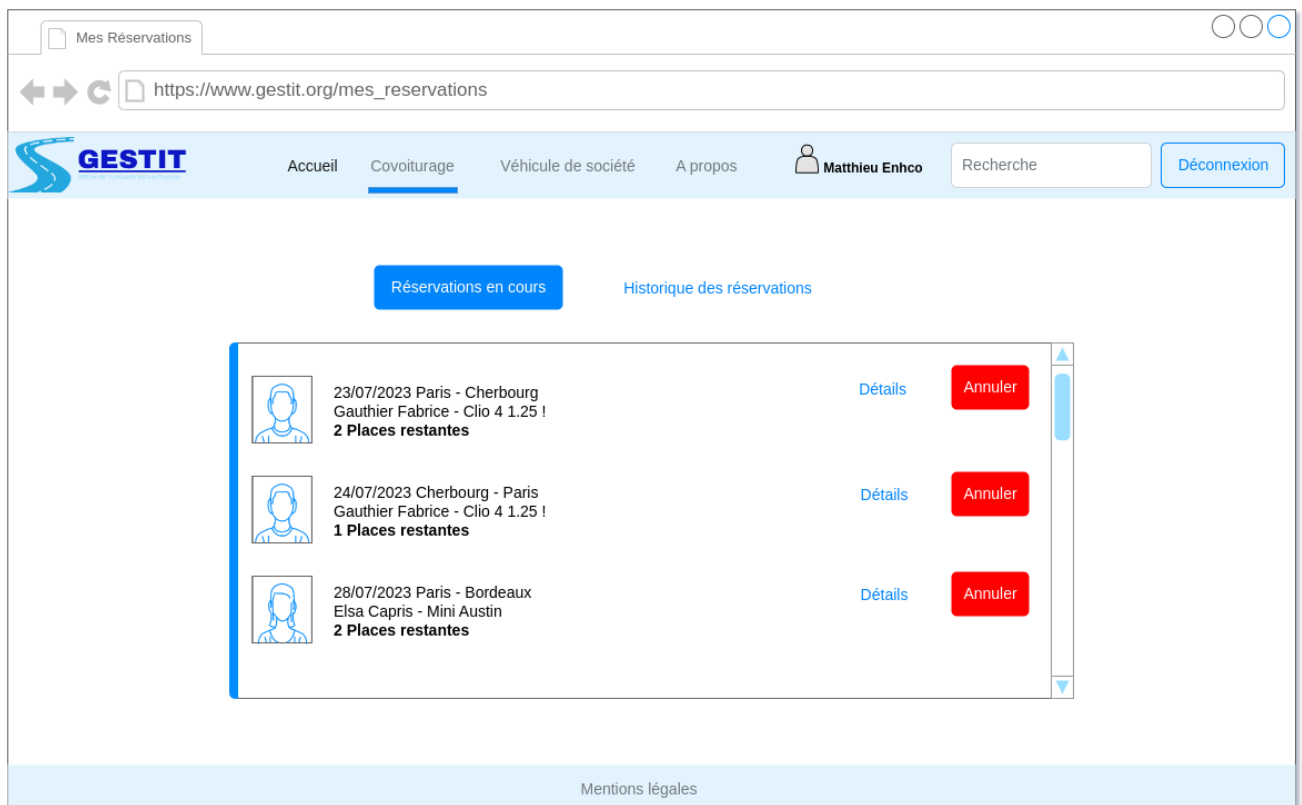 Mes Réservations
https://www.gestit.org/mes_reservations
GESTIT
Accueil
Covoiturage
Véhicule de société
A propos
Matthieu Enhco
Recherche
Déconnexion
Réservations en cours
Historique des réservations
23/07/2023 Paris - Cherbourg
Gauthier Fabrice - Clio 4 1.25 !
2 Places restantes
Détails
Annuler
24/07/2023 Cherbourg - Paris
Gauthier Fabrice - Clio 4 1.25 !
1 Places restantes
Détails
Annuler
28/07/2023 Paris - Bordeaux
Elsa Capris - Mini Austin
2 Places restantes
Détails
Annuler
Mentions légales